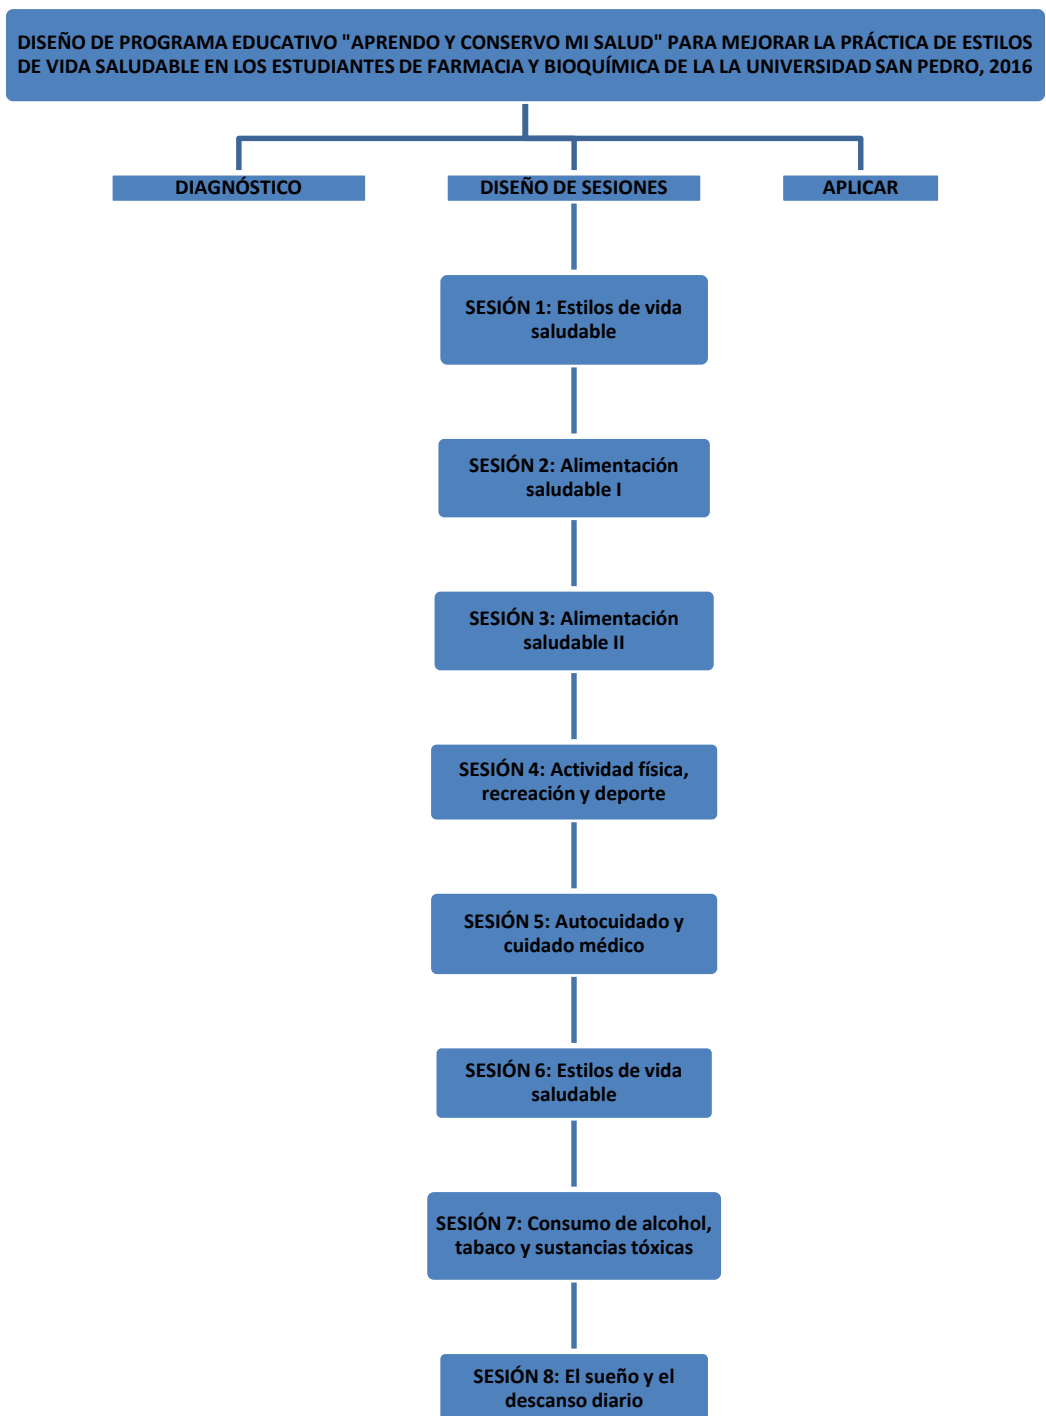 DISEÑO DE PROGRAMA EDUCATIVO "APRENDO Y CONSERVO MI SALUD" PARA MEJORAR LA PRÁCTICA DE ESTILOS
DE VIDA SALUDABLE EN LOS ESTUDIANTES DE FARMACIA Y BIOQUÍMICA DE LA LA UNIVERSIDAD SAN PEDRO, 2016
DIAGNÓSTICO
DISEÑO DE SESIONES
APLICAR
SESIÓN 1: Estilos de vida
saludable
SESIÓN 2: Alimentación
saludable I
SESIÓN 3: Alimentación
saludable II
SESIÓN 4: Actividad física,
recreación y deporte
SESIÓN 5: Autocuidado y
cuidado médico
SESIÓN 6: Estilos de vida
saludable
SESIÓN 7: Consumo de alcohol,
tabaco y sustancias tóxicas
SESIÓN 8: El sueño y el
descanso diario